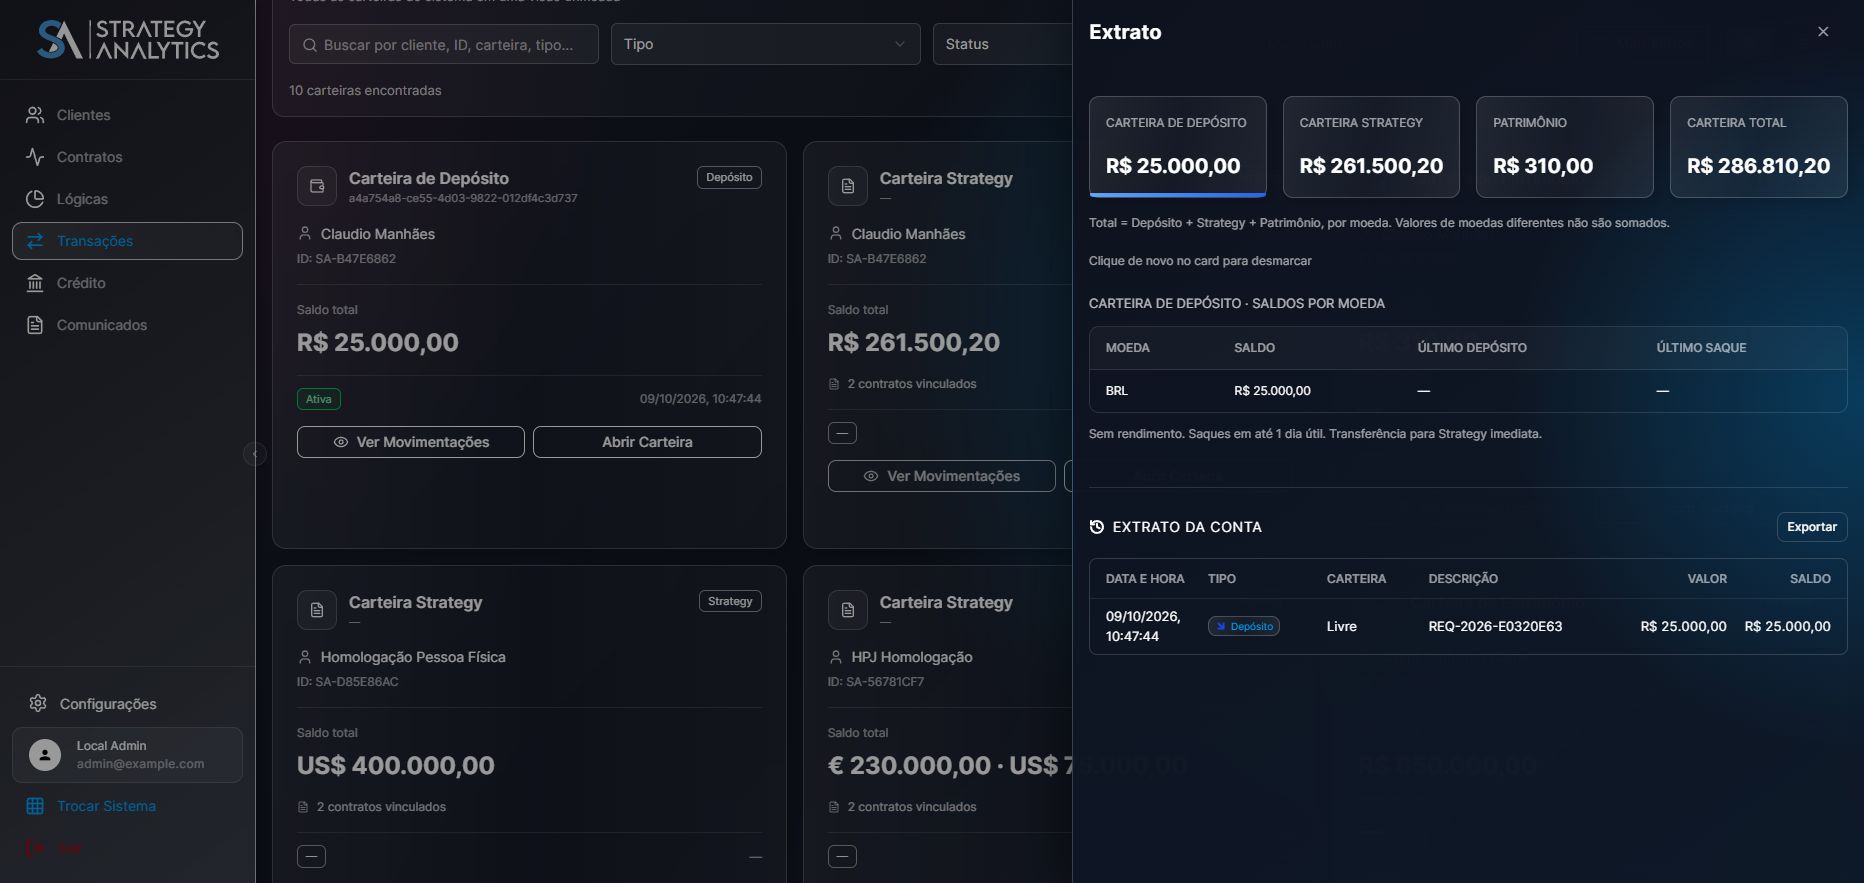 STRATEGY
ANALYTICS
Clientes
Contratos
Lógicas
Transações
Crédito
Comunicados
Configurações
Local Admin
admin@example.com
Trocar Sistema
Buscar por cliente, ID, carteira, tipo...
Tipo
Status
10 carteiras encontradas
Carteira de Depósito
Depósito
a4a754a8-ce55-4d03-9822-012df4c3d737
Claudio Manhães
ID: SA-B47E6862
Saldo total
R$ 25.000,00
Ativa
09/10/2026, 10:47:44
Ver Movimentações
Abrir Carteira
Carteira Strategy
—
Claudio Manhães
ID: SA-B47E6862
Saldo total
R$ 261.500,20
2 contratos vinculados
—
Ver Movimentações
Carteira Strategy
Strategy
—
Homologação Pessoa Física
ID: SA-D85E86AC
Saldo total
US$ 400.000,00
2 contratos vinculados
—
—
Carteira Strategy
—
HPJ Homologação
ID: SA-56781CF7
Saldo total
€ 230.000,00 · US$ 75.000,00
2 contratos vinculados
—
Extrato
CARTEIRA DE DEPÓSITO
R$ 25.000,00
CARTEIRA STRATEGY
R$ 261.500,20
PATRIMÔNIO
R$ 310,00
CARTEIRA TOTAL
R$ 286.810,20
Total = Depósito + Strategy + Patrimônio, por moeda. Valores de moedas diferentes não são somados.
Clique de novo no card para desmarcar
CARTEIRA DE DEPÓSITO · SALDOS POR MOEDA
MOEDA SALDO ÚLTIMO DEPÓSITO ÚLTIMO SAQUE
BRL R$ 25.000,00 — —
Sem rendimento. Saques em até 1 dia útil. Transferência para Strategy imediata.
EXTRATO DA CONTA
Exportar
DATA E HORA TIPO CARTEIRA DESCRIÇÃO VALOR SALDO
09/10/2026,
10:47:44
Depósito Livre REQ-2026-E0320E63 R$ 25.000,00 R$ 25.000,00